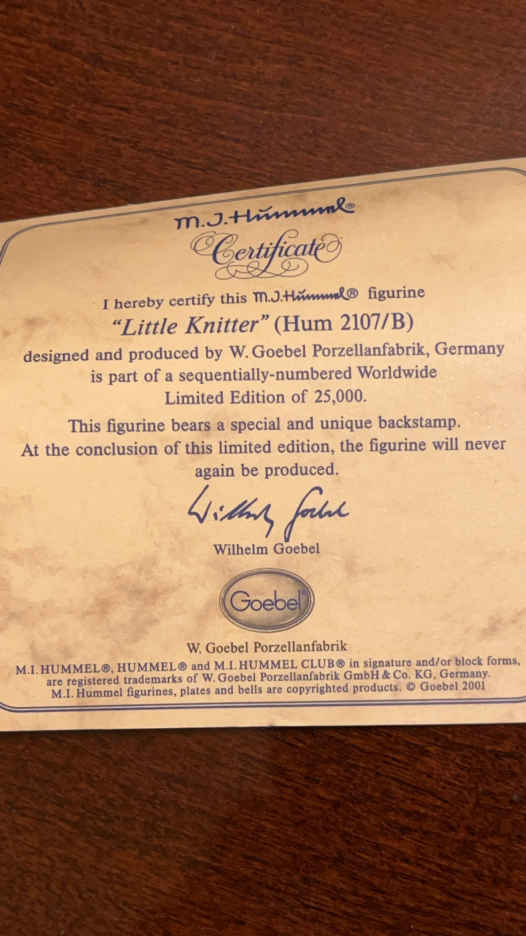 M.J.Hümmel®
Certificate
I hereby certify this M.J.Hümmel® figurine
“Little Knitter” (Hum 2107/B)
designed and produced by W. Goebel Porzellanfabrik, Germany
is part of a sequentially-numbered Worldwide
Limited Edition of 25,000.
This figurine bears a special and unique backstamp.
At the conclusion of this limited edition, the figurine will never
again be produced.
Wilhelm Goebel
Wilhelm Goebel
Goebel®
W. Goebel Porzellanfabrik
M.I. HUMMEL®, HUMMEL® and M.I. HUMMEL CLUB® in signature and/or block forms,
are registered trademarks of W. Goebel Porzellanfabrik GmbH & Co. KG, Germany.
M.I. Hummel figurines, plates and bells are copyrighted products. © Goebel 2001